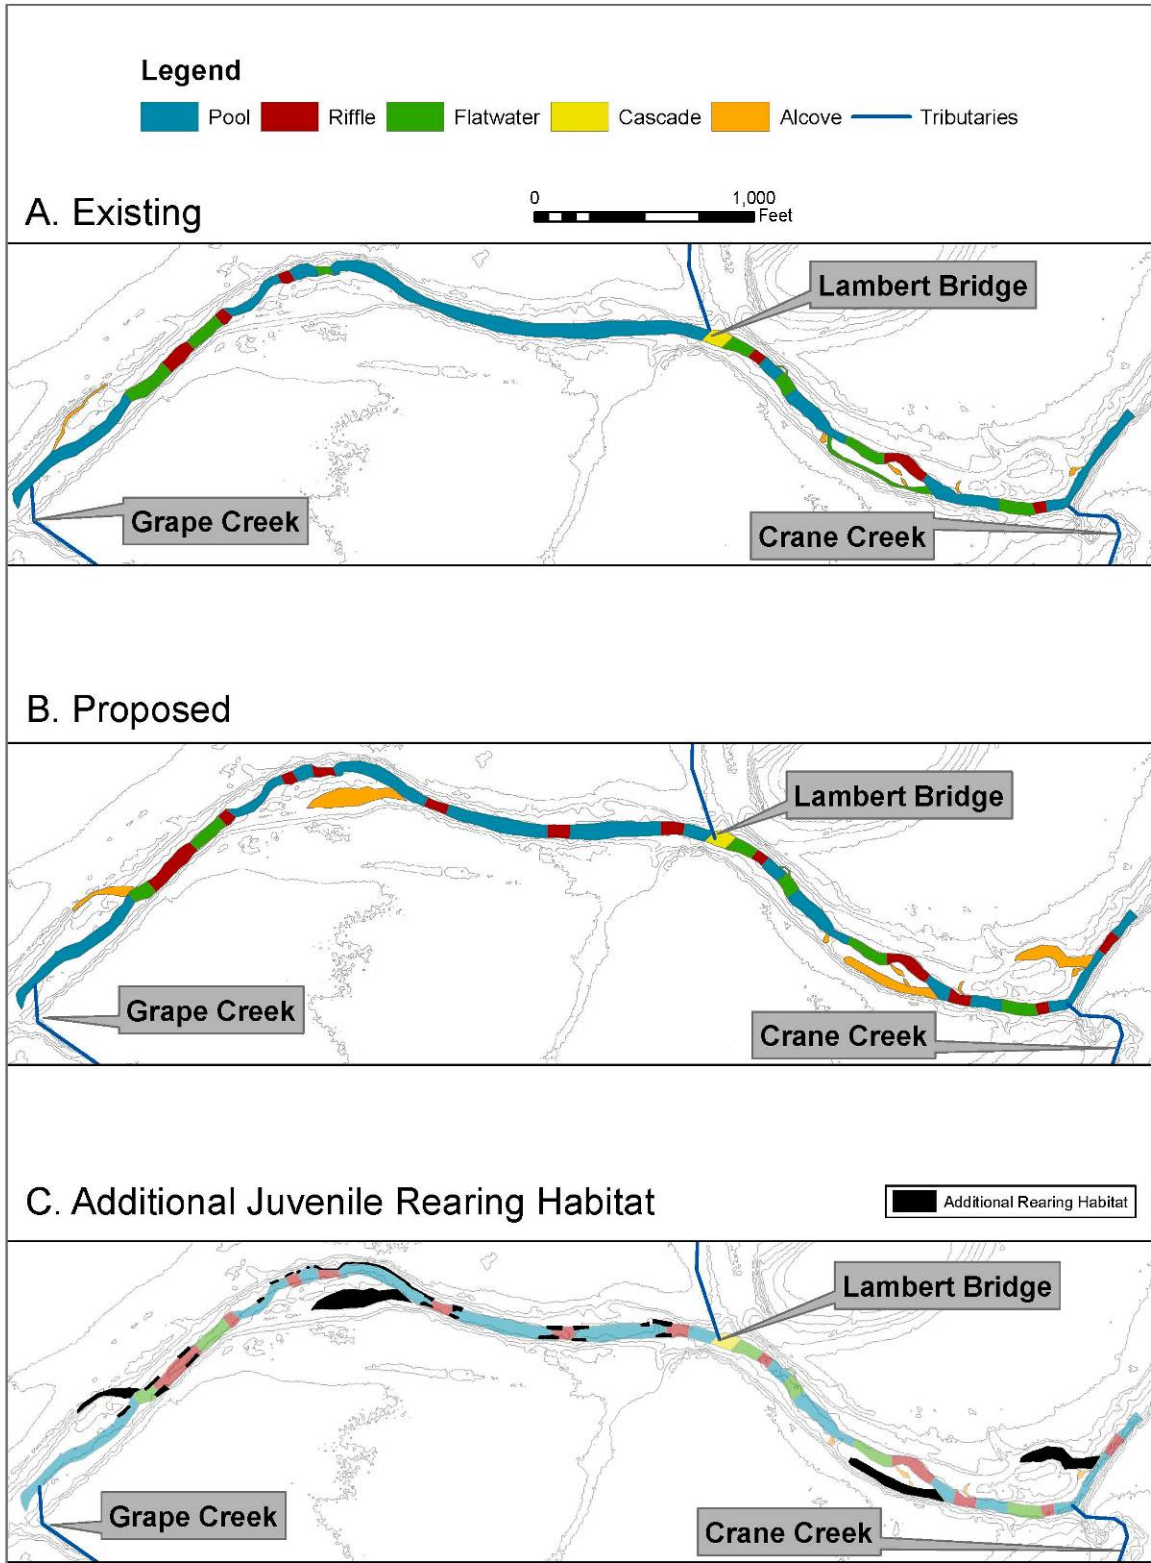 Legend
Pool Riffle Flatwater Cascade Alcove Tributaries
A. Existing
0 1,000
Feet
Lambert Bridge
Grape Creek
Crane Creek
B. Proposed
Lambert Bridge
Grape Creek
Crane Creek
C. Additional Juvenile Rearing Habitat
Additional Rearing Habitat
Lambert Bridge
Grape Creek
Crane Creek